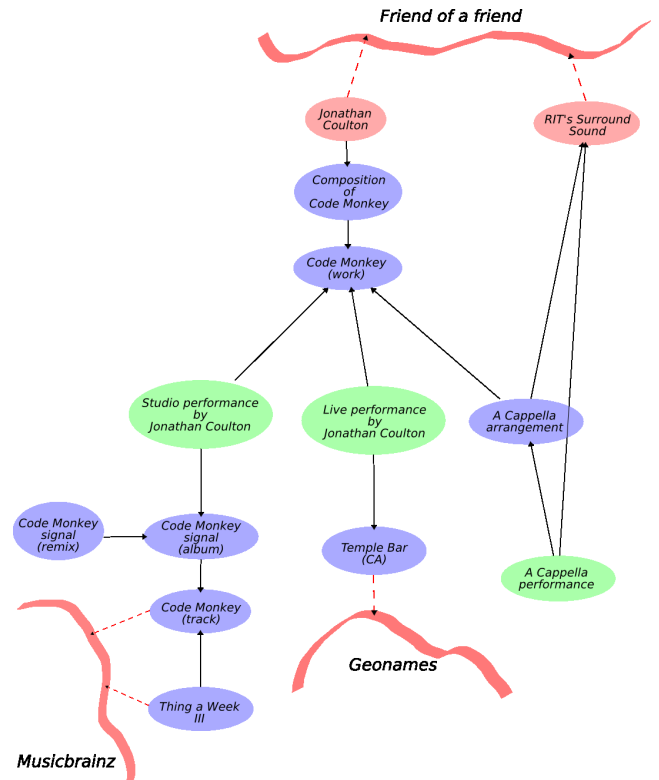 Friend of a friend
Jonathan
Coulton
RIT's Surround
Sound
Composition
of
Code Monkey
Code Monkey
(work)
Studio performance
by
Jonathan Coulton
Live performance
by
Jonathan Coulton
A Cappella
arrangement
Code Monkey
signal
(remix)
Code Monkey
signal
(album)
Temple Bar
(CA)
A Cappella
performance
Code Monkey
(track)
Geonames
Thing a Week
III
Musicbrainz